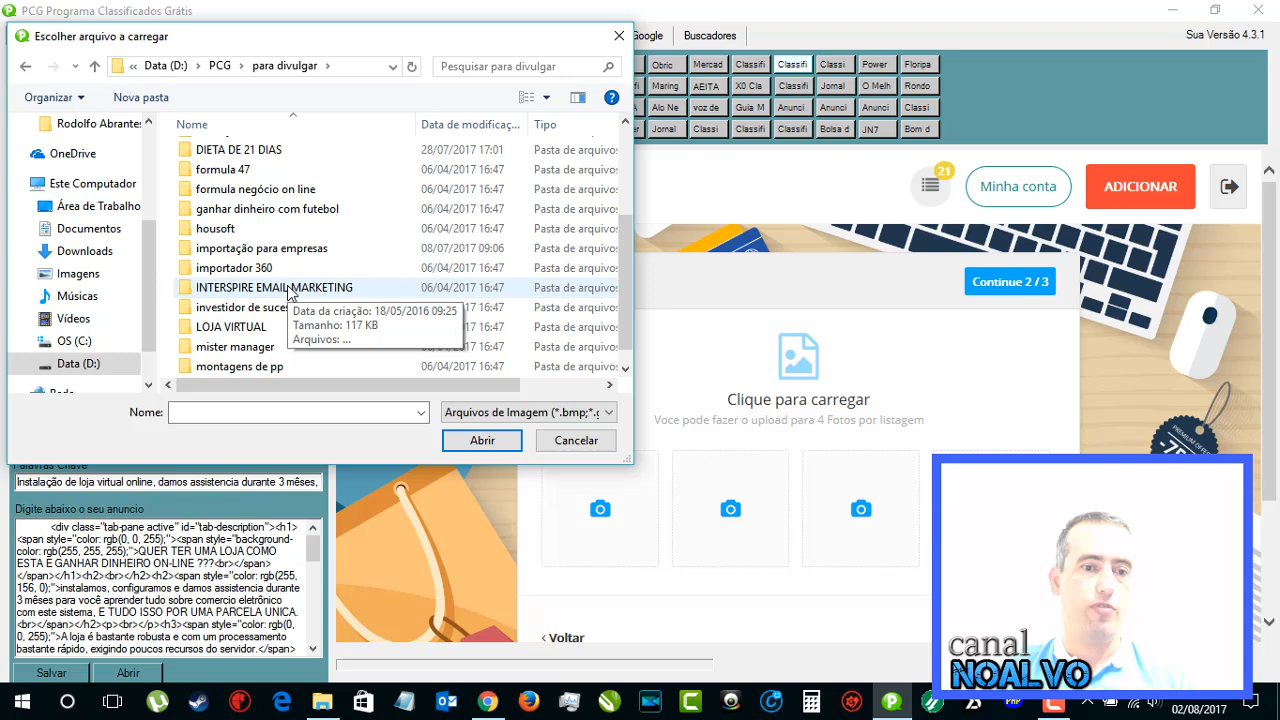 PCG Programa Classificados Grátis
Escolher arquivo a carregar
Google
Buscadores
Sua Versão 4.3.1
Data (D:)
PCG
para divulgar
Pesquisar para divulgar
Obric
Mercad
Classifi
Classifi
Classi
Power
Floripa
Maring
AEITA
X0 Cla
Classifi
Jornal
O Melh
Rondo
Organizar
Nova pasta
Alo Ne
voz de
Guia M
Anunci
Anunci
Anunci
Classi
Jornal
Classi
Classifi
Classifi
Bolsa d
JN7
Bom d
Rodolfo Abrante
OneDrive
Este Computador
Área de Trabalho
Documentos
Downloads
Imagens
Músicas
Vídeos
OS (C:)
Data (D:)
Nome
Data de modificaç...
Tipo
DIETA DE 21 DIAS
28/07/2017 17:01
Pasta de arquivos
formula 47
06/04/2017 16:47
Pasta de arquivos
formula negócio on line
06/04/2017 16:47
Pasta de arquivos
ganhar dinheiro com futebol
06/04/2017 16:47
Pasta de arquivos
housoft
06/04/2017 16:47
Pasta de arquivos
importação para empresas
08/07/2017 09:06
Pasta de arquivos
importador 360
06/04/2017 16:47
Pasta de arquivos
INTERSPIRE EMAIL MARKETING
06/04/2017 16:47
Pasta de arquivos
investidor de suces
Pasta de arquivos
LOJA VIRTUAL
Pasta de arquivos
mister manager
Pasta de arquivos
montagens de pp
06/04/2017 16:47
Pasta de arquivos
Data da criação: 18/05/2016 09:25
Tamanho: 117 KB
Arquivos: ...
Nome:
Arquivos de Imagem (*.bmp;*.g
Abrir
Cancelar
21
Minha conta
ADICIONAR
Continue 2 / 3
Clique para carregar
Voce pode fazer o upload para 4 Fotos por listagem
PREMIUM OFFER
Voltar
Palavras Chave
Instalação de loja virtual online, damos assistencia durante 3 mêses,
Digite abaixo o seu anuncio
<div class="tab-pane active" id="tab-description"><h1>
<span style="color: rgb(0, 0, 255);"><span style="background-
color: rgb(255, 255, 255);">QUER TER UMA LOJA COMO
ESTA E GANHAR DINHEIRO ON-LINE ???<br></span>
</span></h1><h2><br></h2><h2><span style="color: rgb(255,
156, 0);">instalamos, configuramos e damos assistencia durante
3 mêses para você aprender tudo sobre comercio eletrônico
com este sistema, E TUDO ISSO POR UMA PARCELA UNICA.
<br></span></h2><p><br></p><h3><span style="color: rgb(0,
0, 255);">A loja é bastante robusta e com um processamento
bastante rápido, exigindo poucos recursos do servidor.</span>
Salvar
Abrir
canal
NOALVO
02/08/2017